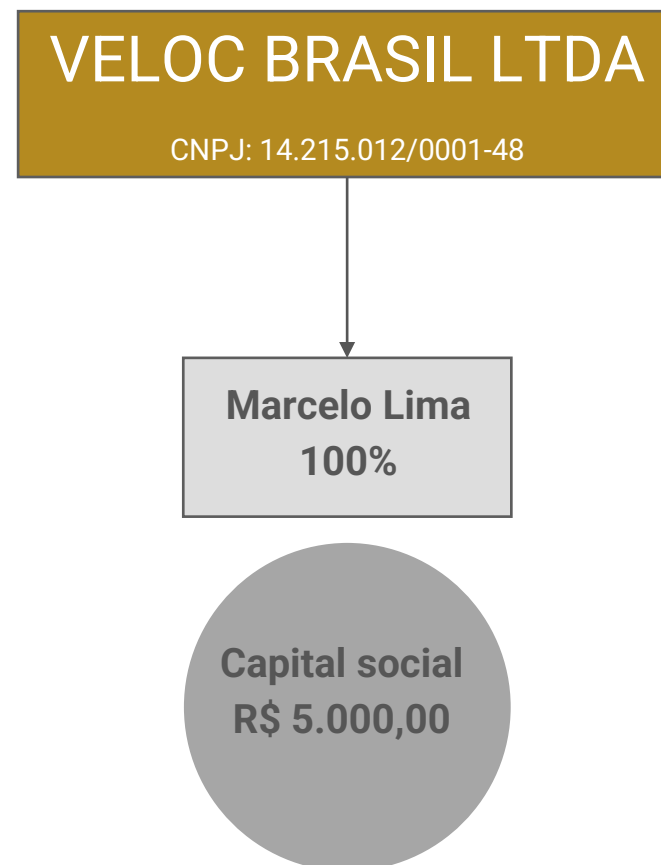 VELOC BRASIL LTDA
CNPJ: 14.215.012/0001-48
Marcelo Lima
100%
Capital social
R$ 5.000,00